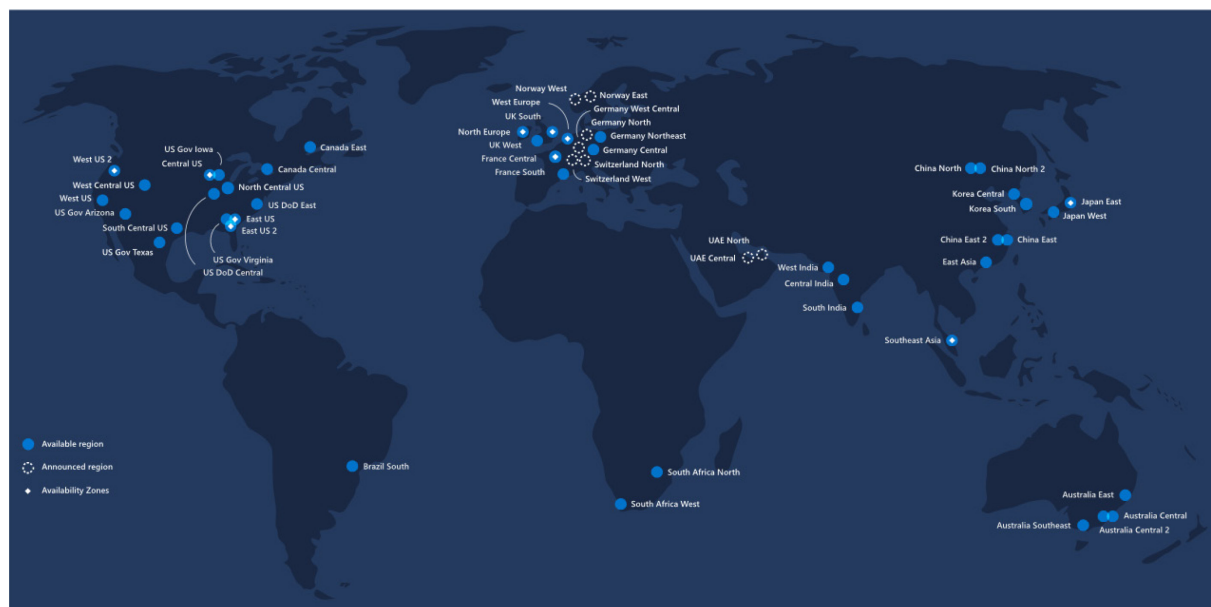 Norway West
Norway East
West Europe
Germany West Central
UK South
Germany North
North Europe
Germany Northeast
UK West
Germany Central
France Central
Switzerland North
France South
Switzerland West
Canada East
US Gov Iowa
Central US
West US 2
Canada Central
West Central US
North Central US
West US
US DoD East
US Gov Arizona
East US
South Central US
East US 2
US Gov Texas
US Gov Virginia
US DoD Central
UAE North
UAE Central
West India
Central India
South India
China North
China North 2
Korea Central
Korea South
Japan East
Japan West
China East 2
China East
East Asia
Southeast Asia
Available region
Announced region
Availability Zones
Brazil South
South Africa North
South Africa West
Australia East
Australia Central
Australia Southeast
Australia Central 2